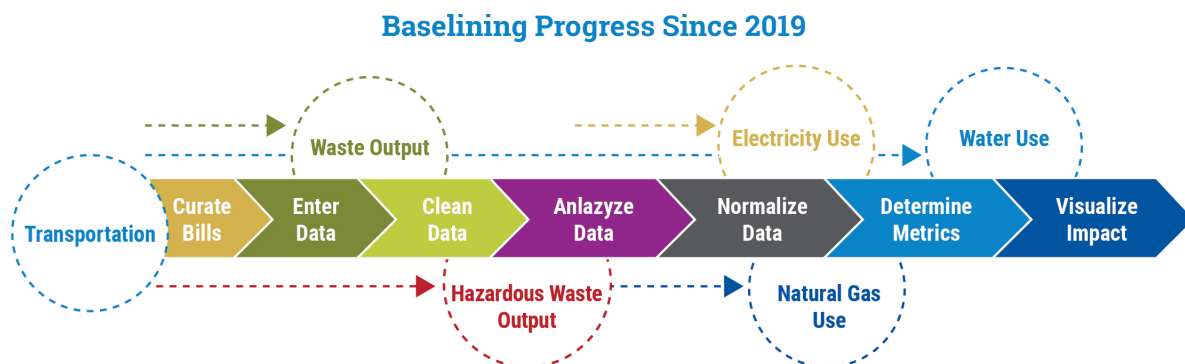 Baselining Progress Since 2019
Waste Output
Electricity Use
Water Use
Transportation
Curate
Bills
Enter
Data
Clean
Data
Anlazyze
Data
Normalize
Data
Determine
Metrics
Visualize
Impact
Hazardous Waste
Output
Natural Gas
Use